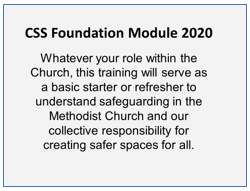 CSS Foundation Module 2020
Whatever your role within the
Church, this training will serve as
a basic starter or refresher to
understand safeguarding in the
Methodist Church and our
collective responsibility for
creating safer spaces for all.